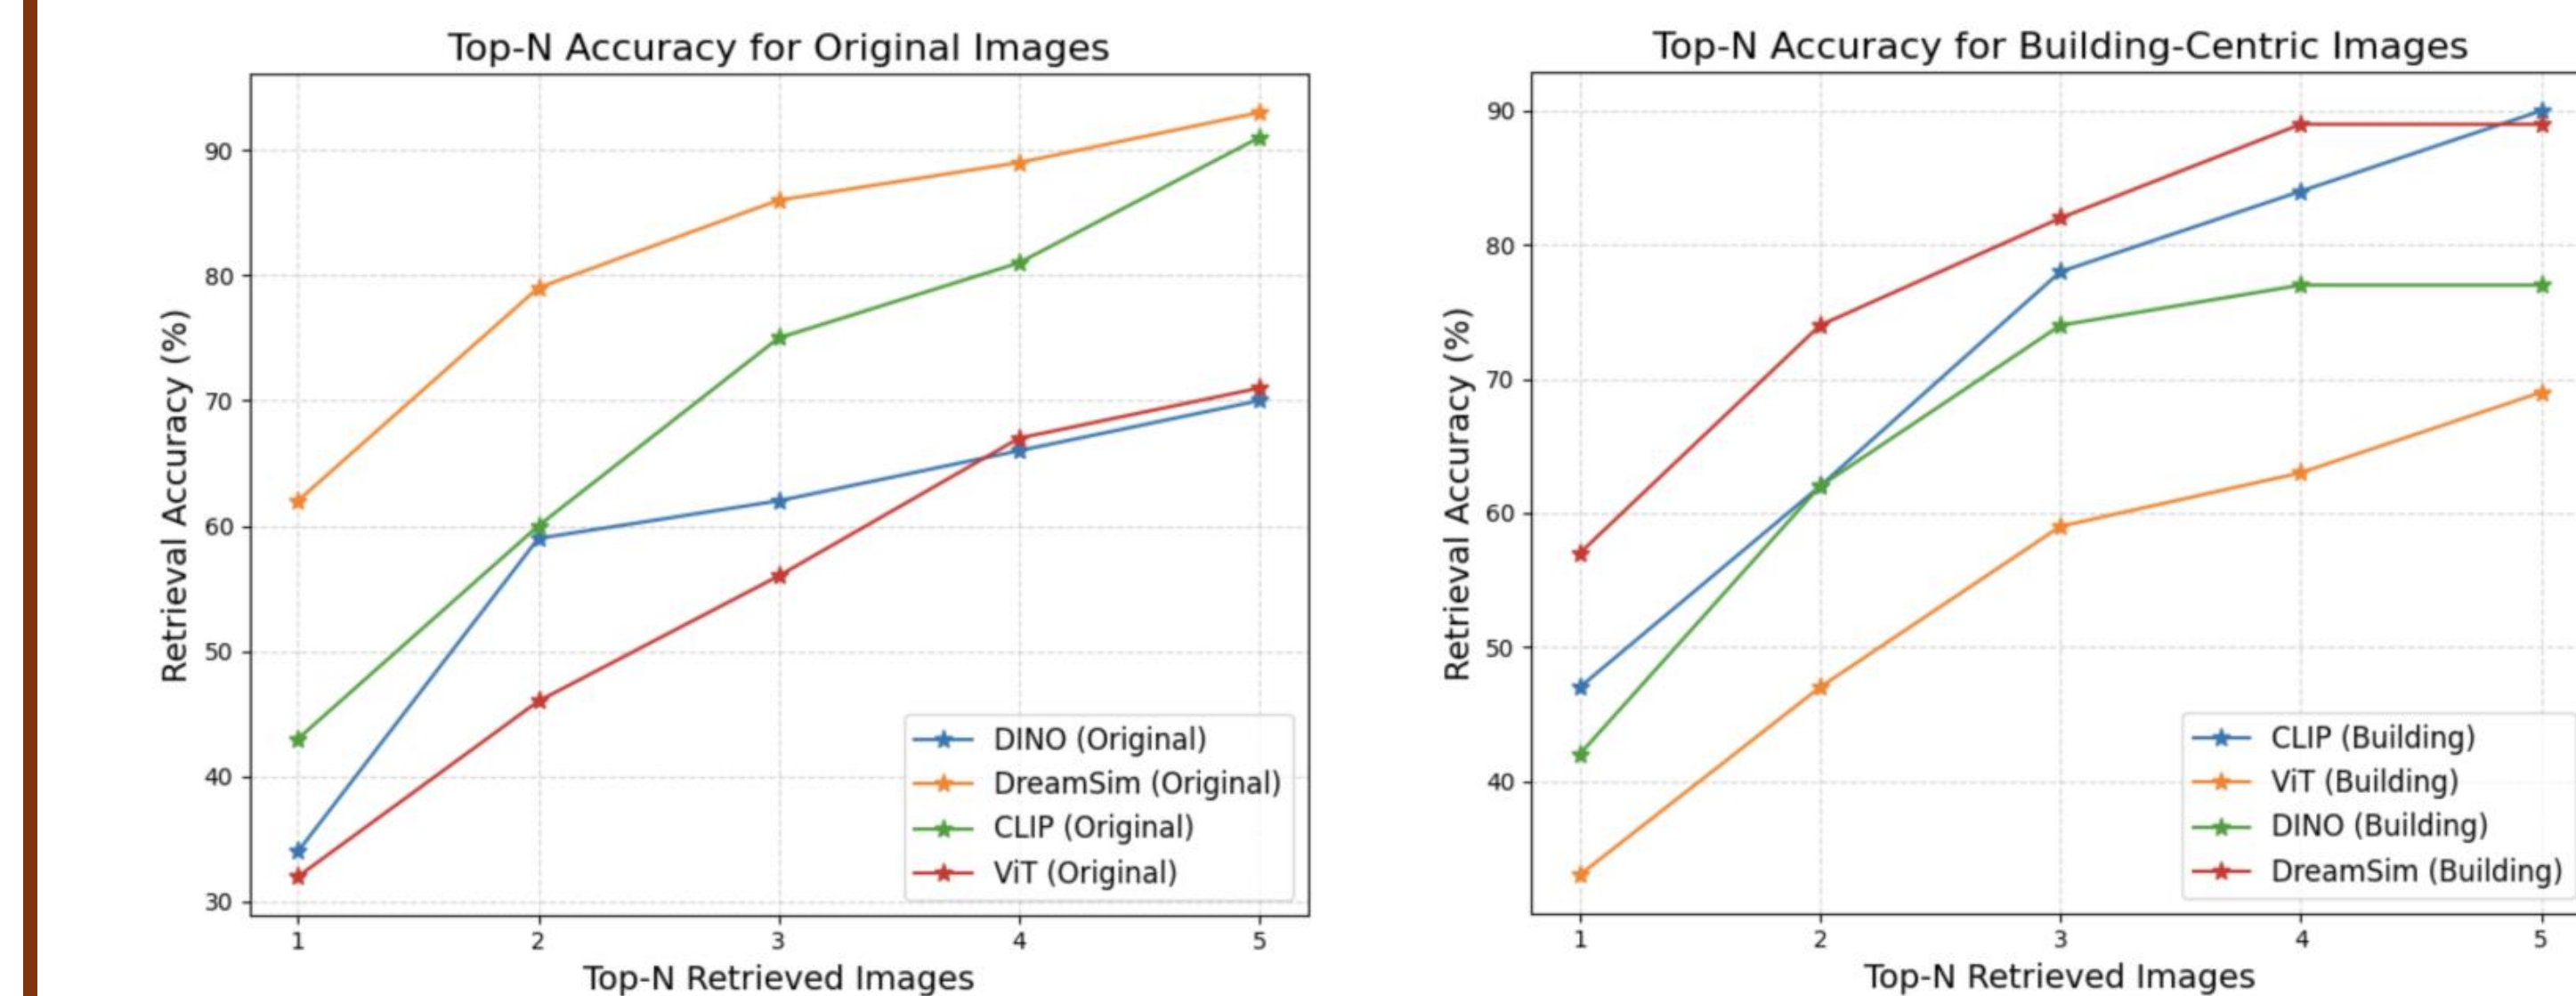 Top-N Accuracy for Original Images
90
80
70
60
50
40
30
Retrieval Accuracy (%)
DINO (Original)
DreamSim (Original)
CLIP (Original)
ViT (Original)
1 2 3 4 5
Top-N Retrieved Images
Top-N Accuracy for Building-Centric Images
90
80
70
60
50
40
Retrieval Accuracy (%)
CLIP (Building)
ViT (Building)
DINO (Building)
DreamSim (Building)
1 2 3 4 5
Top-N Retrieved Images